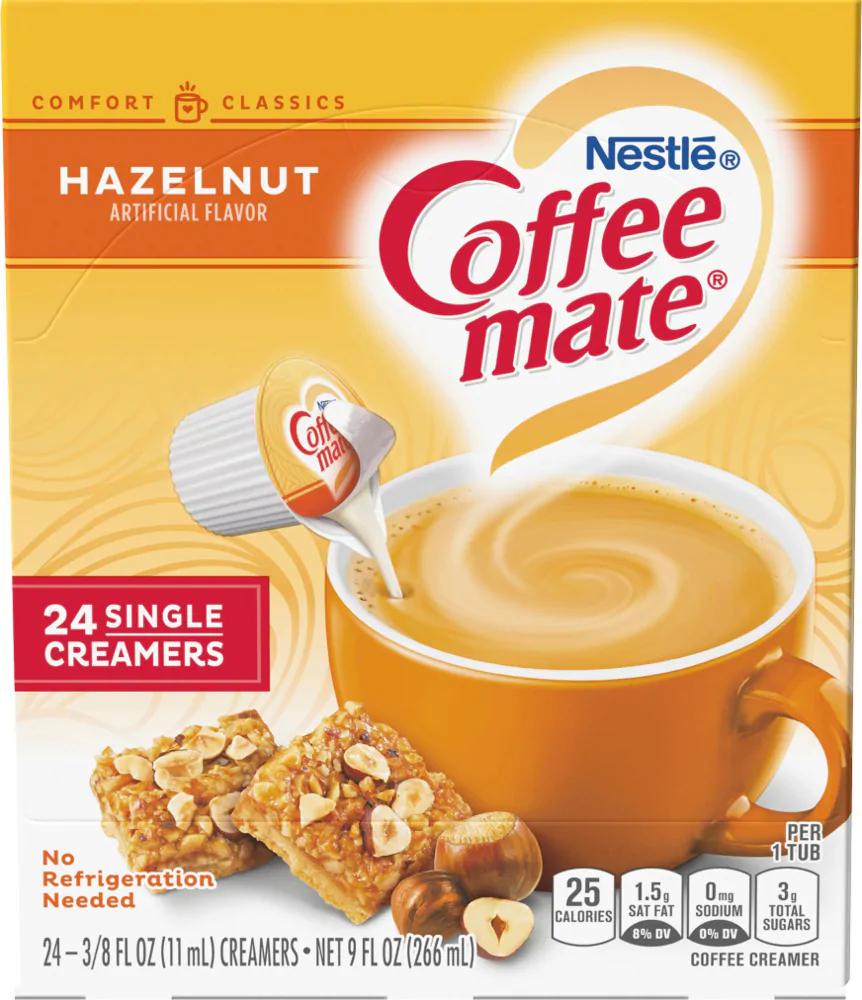 COMFORT CLASSICS
HAZELNUT
ARTIFICIAL FLAVOR
Nestlé®
Coffee
mate®
24 SINGLE
CREAMERS
No
Refrigeration
Needed
24 – 3/8 FL OZ (11 mL) CREAMERS • NET 9 FL OZ (266 mL)
PER
1 TUB
25
CALORIES
1.5g
SAT FAT
8% DV
0mg
SODIUM
0% DV
3g
TOTAL
SUGARS
COFFEE CREAMER